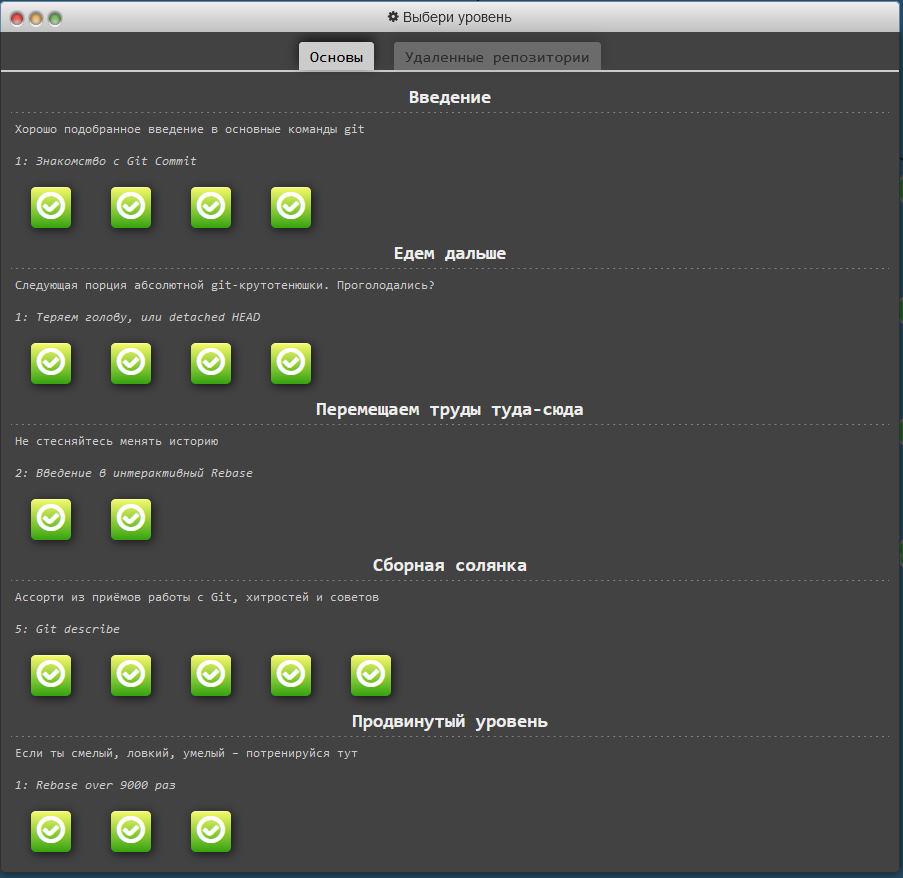 Выбери уровень
Основы
Удаленные репозитории
Введение
Хорошо подобранное введение в основные команды git
1: Знакомство с Git Commit
Едем дальше
Следующая порция абсолютной git-крутотенюшки. Проголодались?
1: Теряем голову, или detached HEAD
Перемещаем труды туда-сюда
Не стесняйтесь менять историю
2: Введение в интерактивный Rebase
Сборная солянка
Ассорти из приёмов работы с Git, хитростей и советов
5: Git describe
Продвинутый уровень
Если ты смелый, ловкий, умелый – потренируйся тут
1: Rebase over 9000 раз